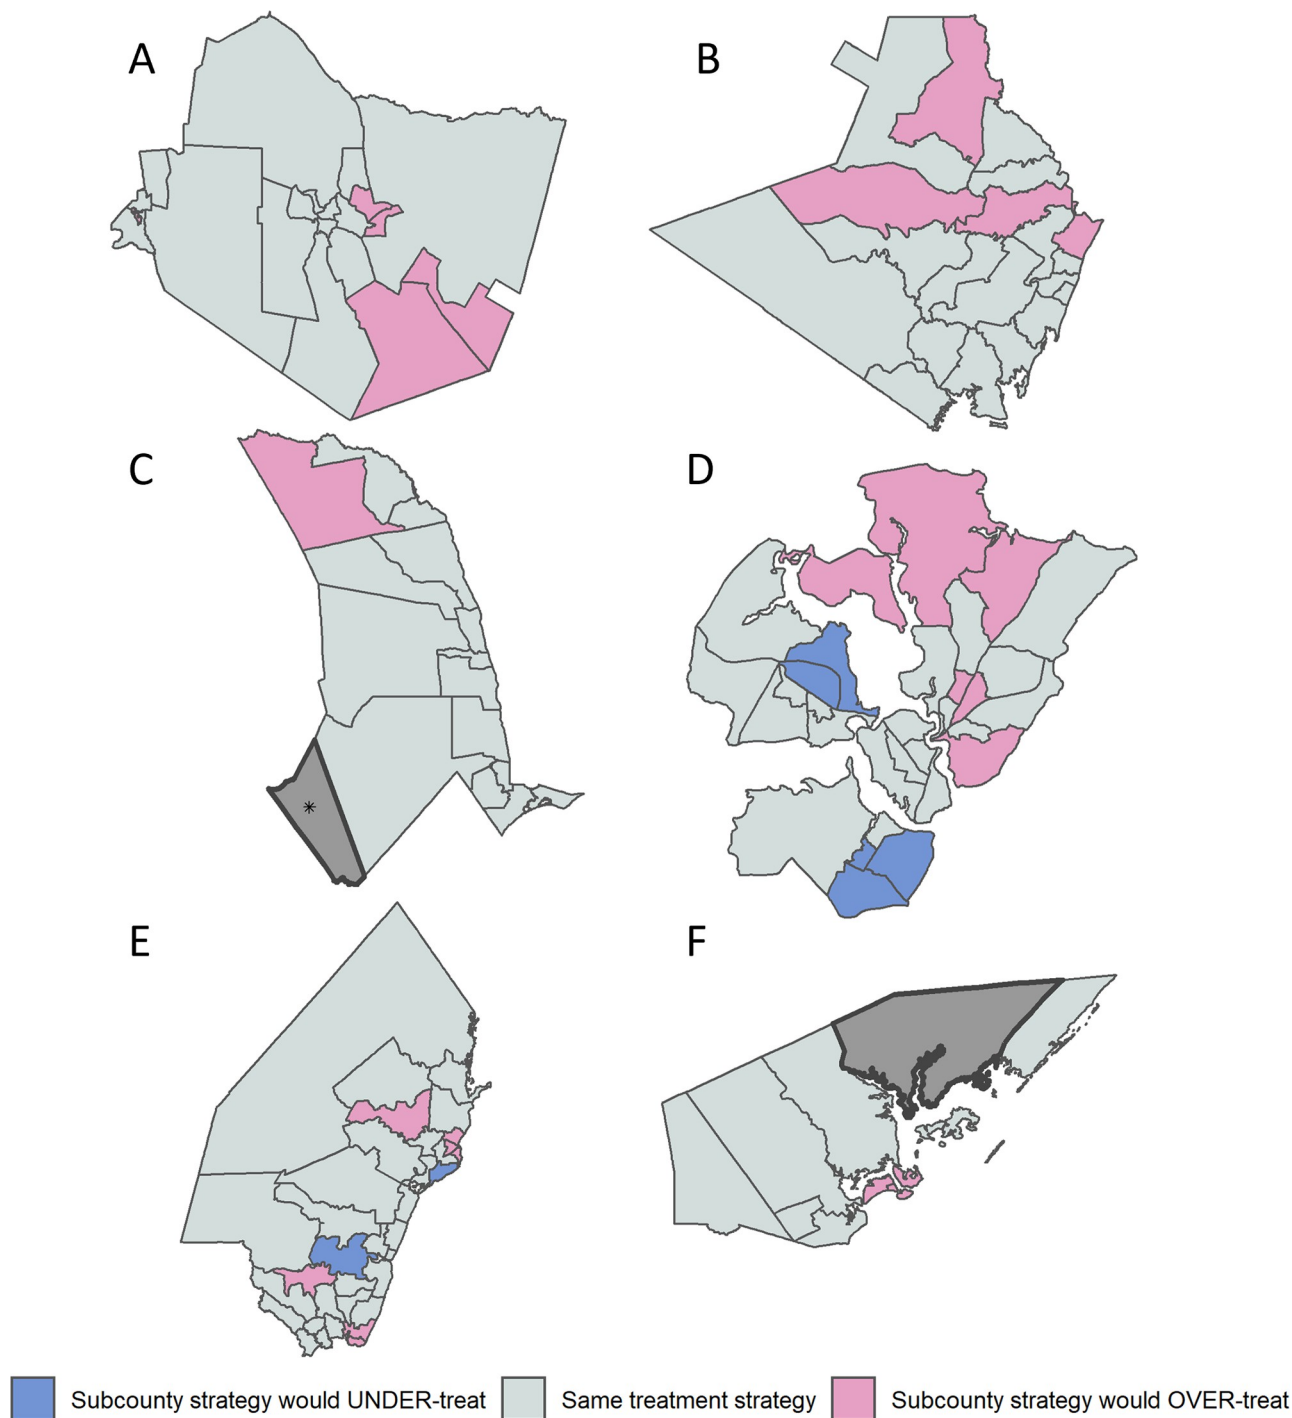 A
B
C
D
*
E
F
Subcounty strategy would UNDER-treat
Same treatment strategy
Subcounty strategy would OVER-treat